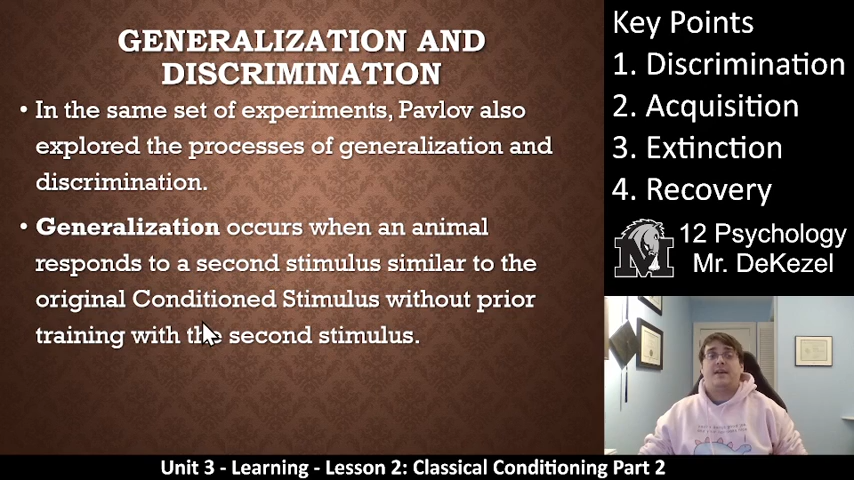 GENERALIZATION AND
DISCRIMINATION
• In the same set of experiments, Pavlov also
explored the processes of generalization and
discrimination.
• Generalization occurs when an animal
responds to a second stimulus similar to the
original Conditioned Stimulus without prior
training with the second stimulus.
Key Points
1. Discrimination
2. Acquisition
3. Extinction
4. Recovery
M
12 Psychology
Mr. DeKezel
Unit 3 - Learning - Lesson 2: Classical Conditioning Part 2